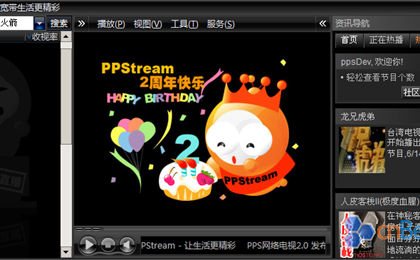 宽带生活更精彩
火箭
搜索
播放(P) 视图(V) 工具(T) 服务(S)
资讯导航
收视率
首页 正在热播
ppsDev, 欢迎你!
• 轻松查看节目个数
社区
PPStream
2周年快乐
HAPPY BIRTHDAY
2
PPStream
龙兄虎弟
台湾电视
开始播出
节目,6/1
人皮客栈II(极度血腥)
在神秘
PStream - 让生活更精彩 PPS网络电视2.0 发布